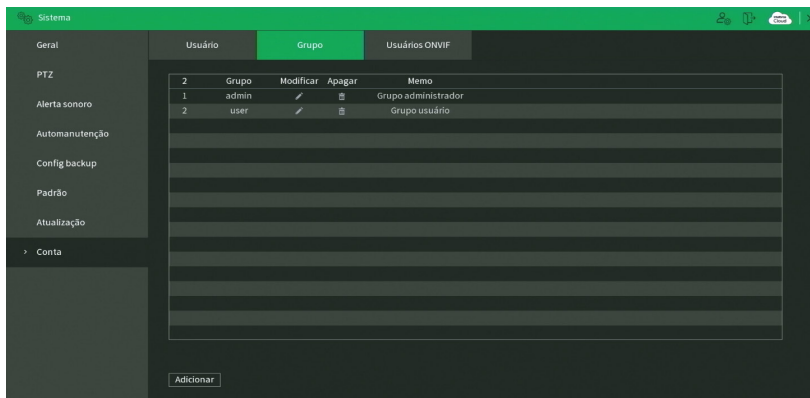 Sistema
Geral
PTZ
Alerta sonoro
Automanutenção
Config backup
Padrão
Atualização
> Conta
Usuário Grupo Usuários ONVIF
2 Grupo Modificar Apagar Memo
1 admin Grupo administrador
2 user Grupo usuário
Adicionar